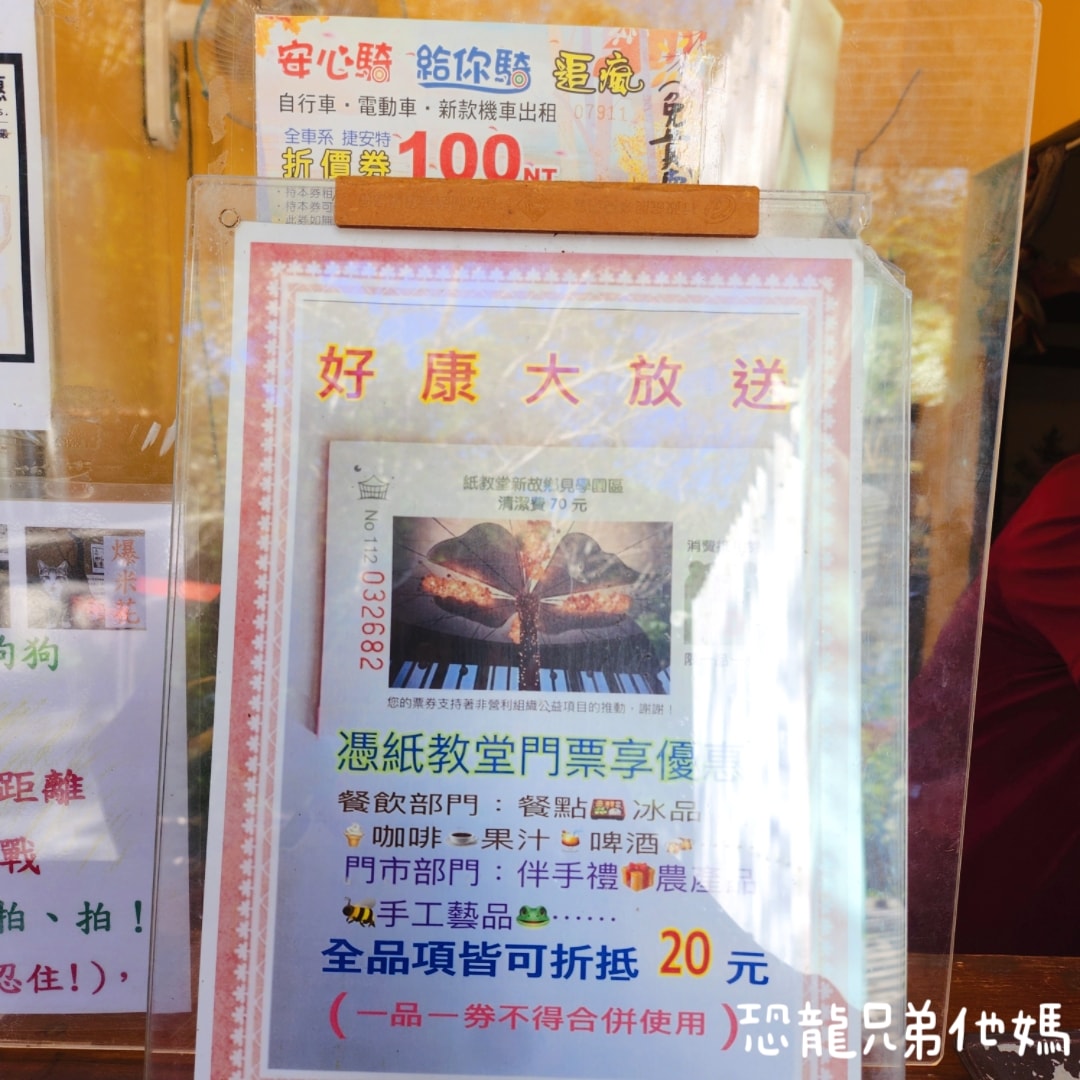 安心騎 給你騎 追瘋
自行車・電動車・新款機車出租 07911
全車系 捷安特
折價券 100NT
好康大放送
紙教堂新故鄉見學園區
清潔費 70 元
No 112 032682
您的票券支持著非營利組織公益項目的推動，謝謝！
憑紙教堂門票享優惠
餐飲部門：餐點 冰品
咖啡 果汁 啤酒
門市部門：伴手禮 農產品
手工藝品……
全品項皆可折抵 20 元
（一品一券不得合併使用）
爆米花
狗狗
距離
戰
拍、拍！
忍住!)，
恐龍兄弟他媽